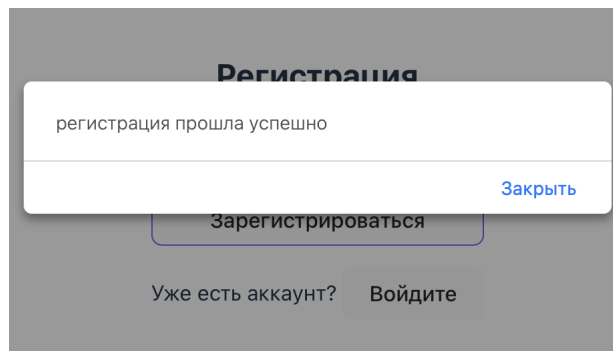 Регистрация
регистрация прошла успешно
Закрыть
Зарегистрироваться
Уже есть аккаунт? Войдите